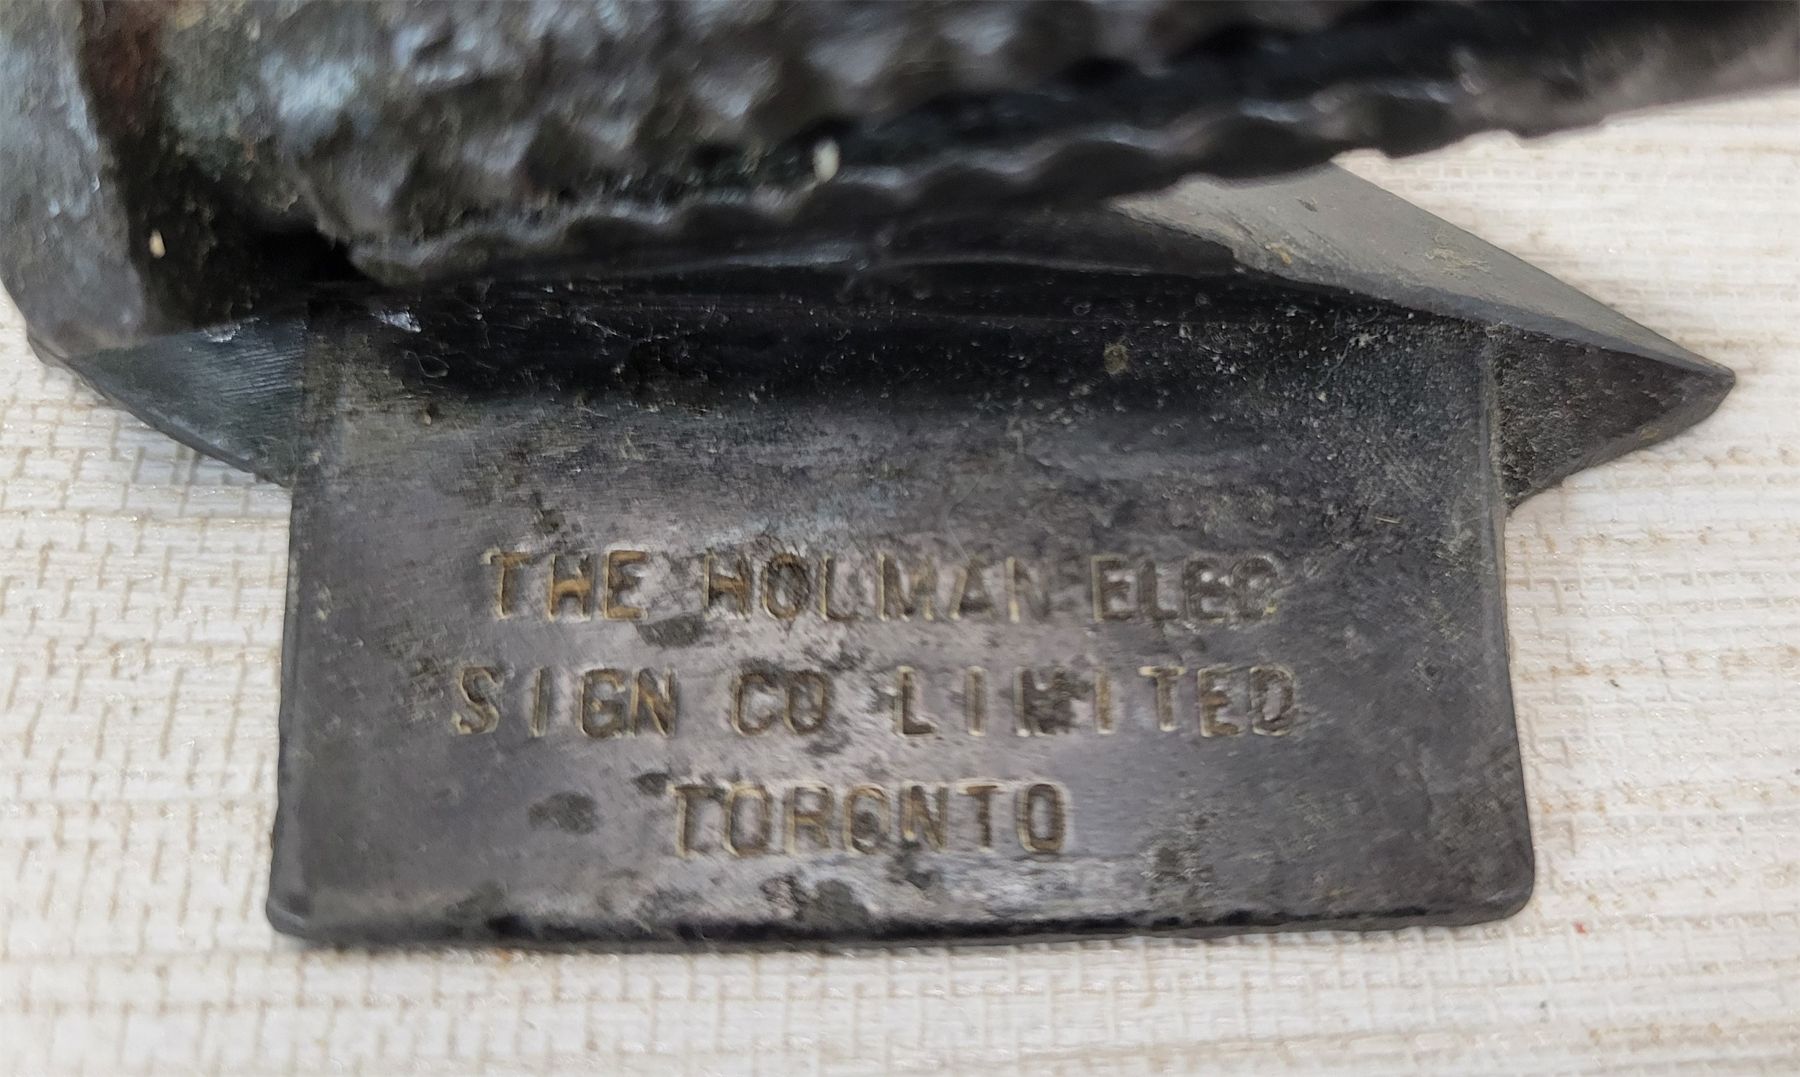 THE HOLMAN ELEC
SIGN CO LIMITED
TORONTO